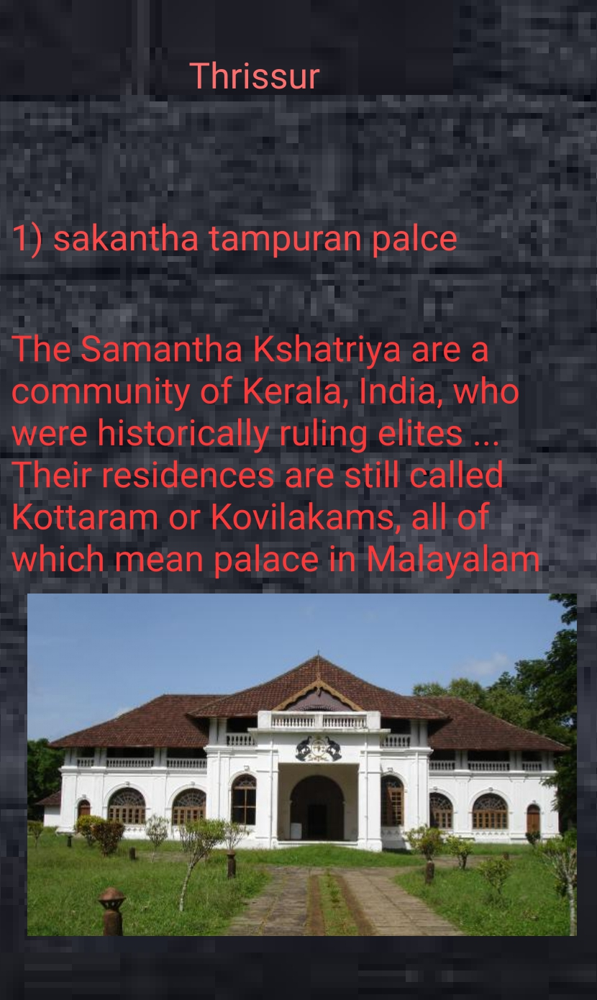 Thrissur
1) sakantha tampuran palce
The Samantha Kshatriya are a
community of Kerala, India, who
were historically ruling elites ...
Their residences are still called
Kottaram or Kovilakams, all of
which mean palace in Malayalam